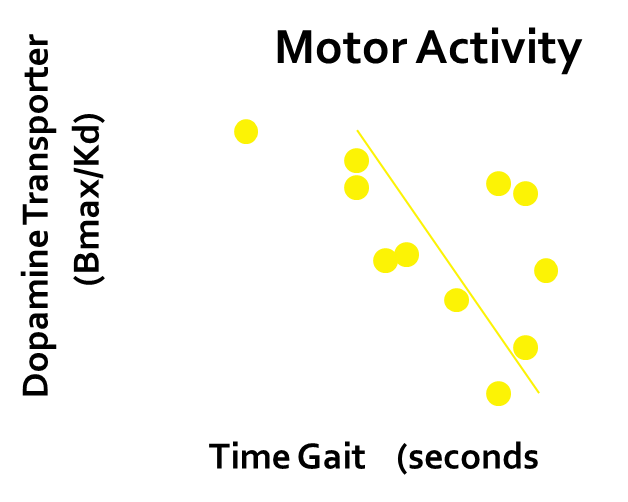 Motor Activity
Dopamine Transporter
(Bmax/Kd)
Time Gait (seconds